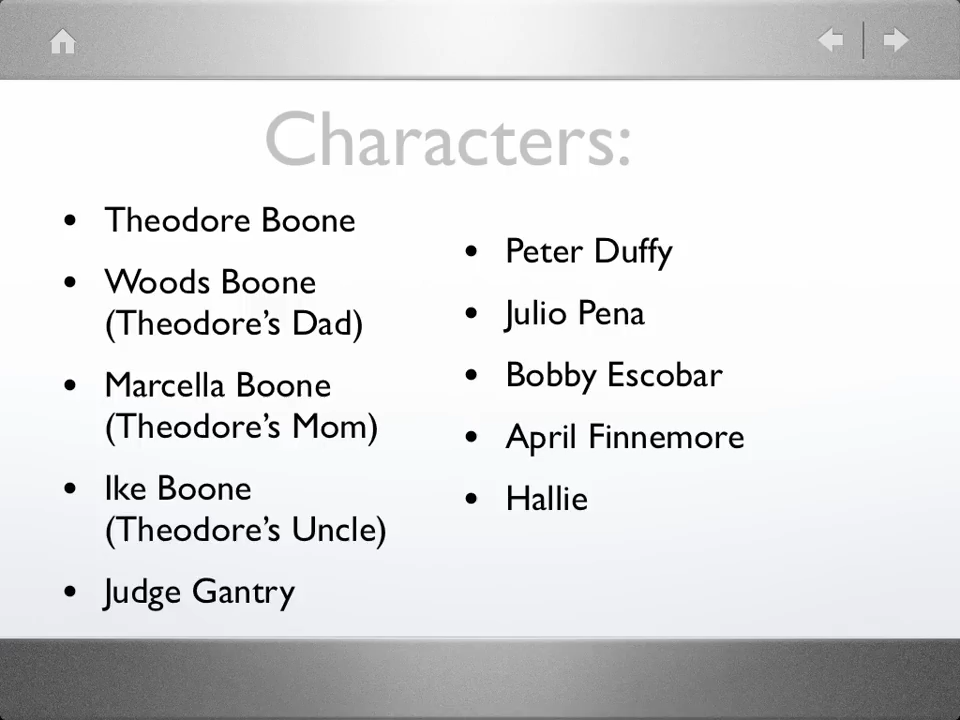 Characters:
• Theodore Boone
• Woods Boone
(Theodore’s Dad)
• Marcella Boone
(Theodore’s Mom)
• Ike Boone
(Theodore’s Uncle)
• Judge Gantry
• Peter Duffy
• Julio Pena
• Bobby Escobar
• April Finnemore
• Hallie